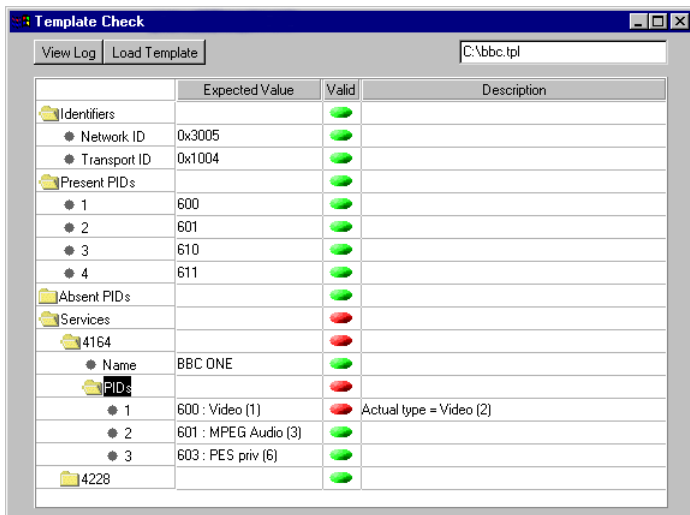 Template Check
View Log Load Template C:\bbc.tpl
Expected Value Valid Description
Identifiers
Network ID 0x3005
Transport ID 0x1004
Present PIDs
1 600
2 601
3 610
4 611
Absent PIDs
Services
4164
Name BBC ONE
PIDs
1 600 : Video (1) Actual type = Video (2)
2 601 : MPEG Audio (3)
3 603 : PES priv (6)
4228